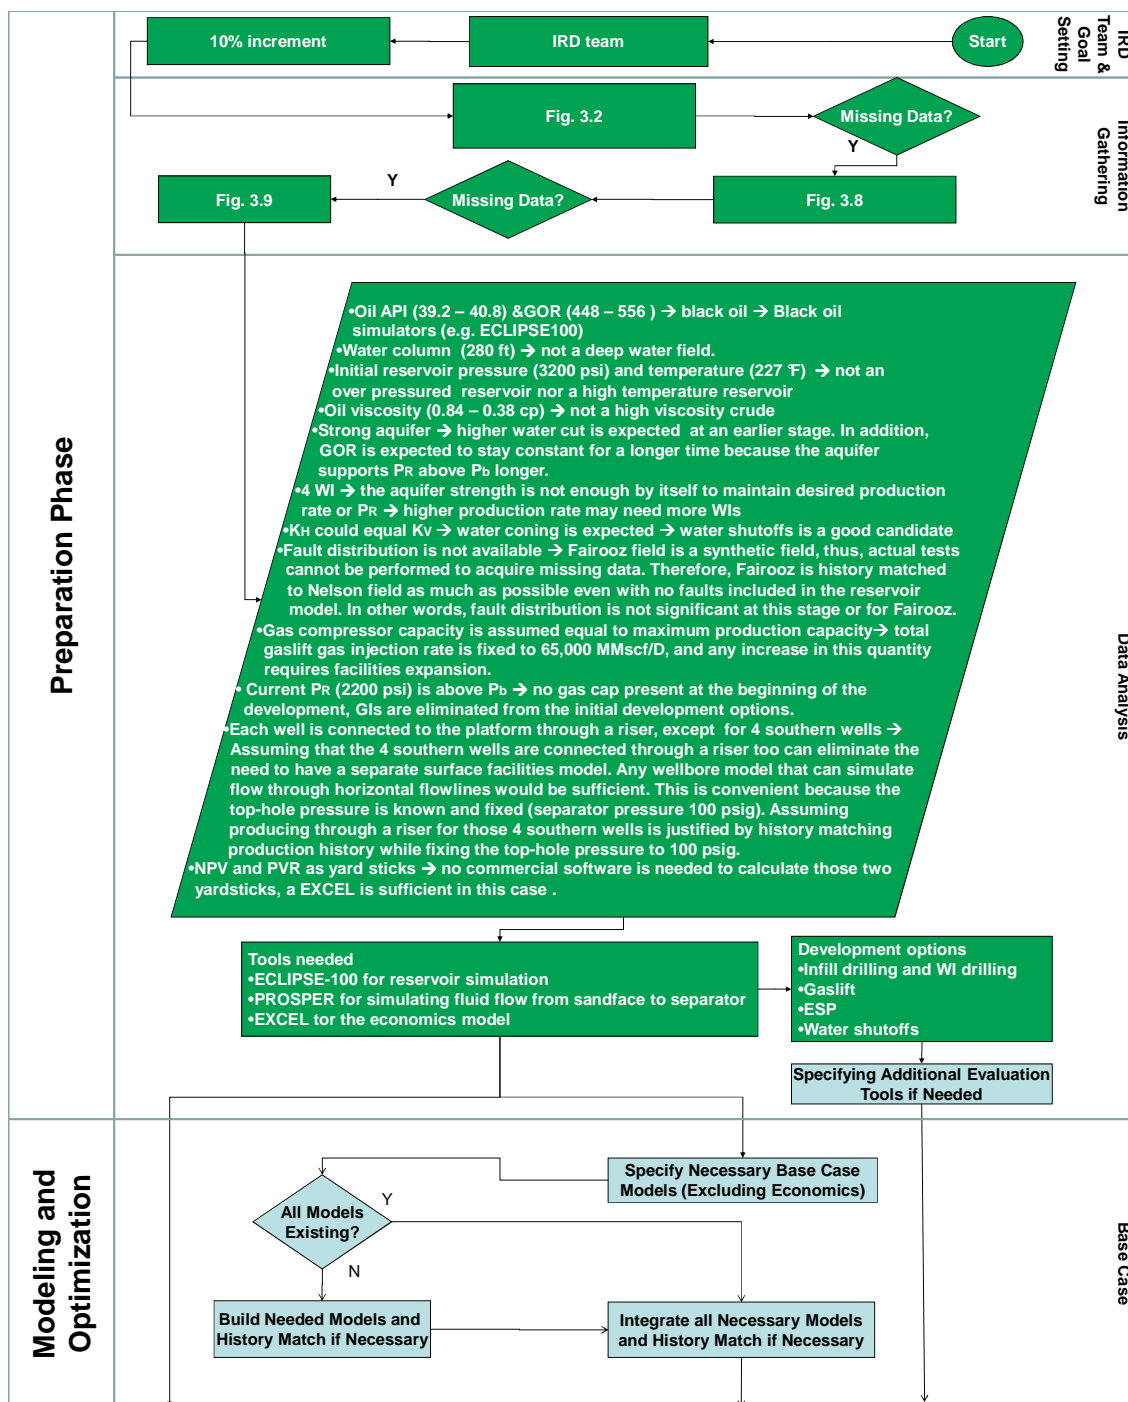 10% increment
IRD team
Start
IRD
Team &
Goal
Setting
Fig. 3.2
Missing Data?
Y
Information
Gathering
Fig. 3.9
Y
Missing Data?
Fig. 3.8
Preparation Phase
•Oil API (39.2 – 40.8) &GOR (448 – 556 ) → black oil → Black oil
simulators (e.g. ECLIPSE100)
•Water column (280 ft) → not a deep water field.
•Initial reservoir pressure (3200 psi) and temperature (227 °F) → not an
over pressured reservoir nor a high temperature reservoir
•Oil viscosity (0.84 – 0.38 cp) → not a high viscosity crude
•Strong aquifer → higher water cut is expected at an earlier stage. In addition,
GOR is expected to stay constant for a longer time because the aquifer
supports PR above Pb longer.
•4 WI → the aquifer strength is not enough by itself to maintain desired production
rate or PR → higher production rate may need more WIs
•KH could equal KV → water coning is expected → water shutoffs is a good candidate
•Fault distribution is not available → Fairooz field is a synthetic field, thus, actual tests
cannot be performed to acquire missing data. Therefore, Fairooz is history matched
to Nelson field as much as possible even with no faults included in the reservoir
model. In other words, fault distribution is not significant at this stage or for Fairooz.
•Gas compressor capacity is assumed equal to maximum production capacity→ total
gaslift gas injection rate is fixed to 65,000 MMscf/D, and any increase in this quantity
requires facilities expansion.
• Current PR (2200 psi) is above Pb → no gas cap present at the beginning of the
development, GIs are eliminated from the initial development options.
•Each well is connected to the platform through a riser, except for 4 southern wells →
Assuming that the 4 southern wells are connected through a riser too can eliminate the
need to have a separate surface facilities model. Any wellbore model that can simulate
flow through horizontal flowlines would be sufficient. This is convenient because the
top-hole pressure is known and fixed (separator pressure 100 psig). Assuming
producing through a riser for those 4 southern wells is justified by history matching
production history while fixing the top-hole pressure to 100 psig.
•NPV and PVR as yard sticks → no commercial software is needed to calculate those two
yardsticks, a EXCEL is sufficient in this case .
Data Analysis
Tools needed
•ECLIPSE-100 for reservoir simulation
•PROSPER for simulating fluid flow from sandface to separator
•EXCEL tor the economics model
Development options
•Infill drilling and WI drilling
•Gaslift
•ESP
•Water shutoffs
Specifying Additional Evaluation
Tools if Needed
Modeling and
Optimization
Specify Necessary Base Case
Models (Excluding Economics)
All Models
Existing?
Y
N
Build Needed Models and
History Match if Necessary
Integrate all Necessary Models
and History Match if Necessary
Base Case